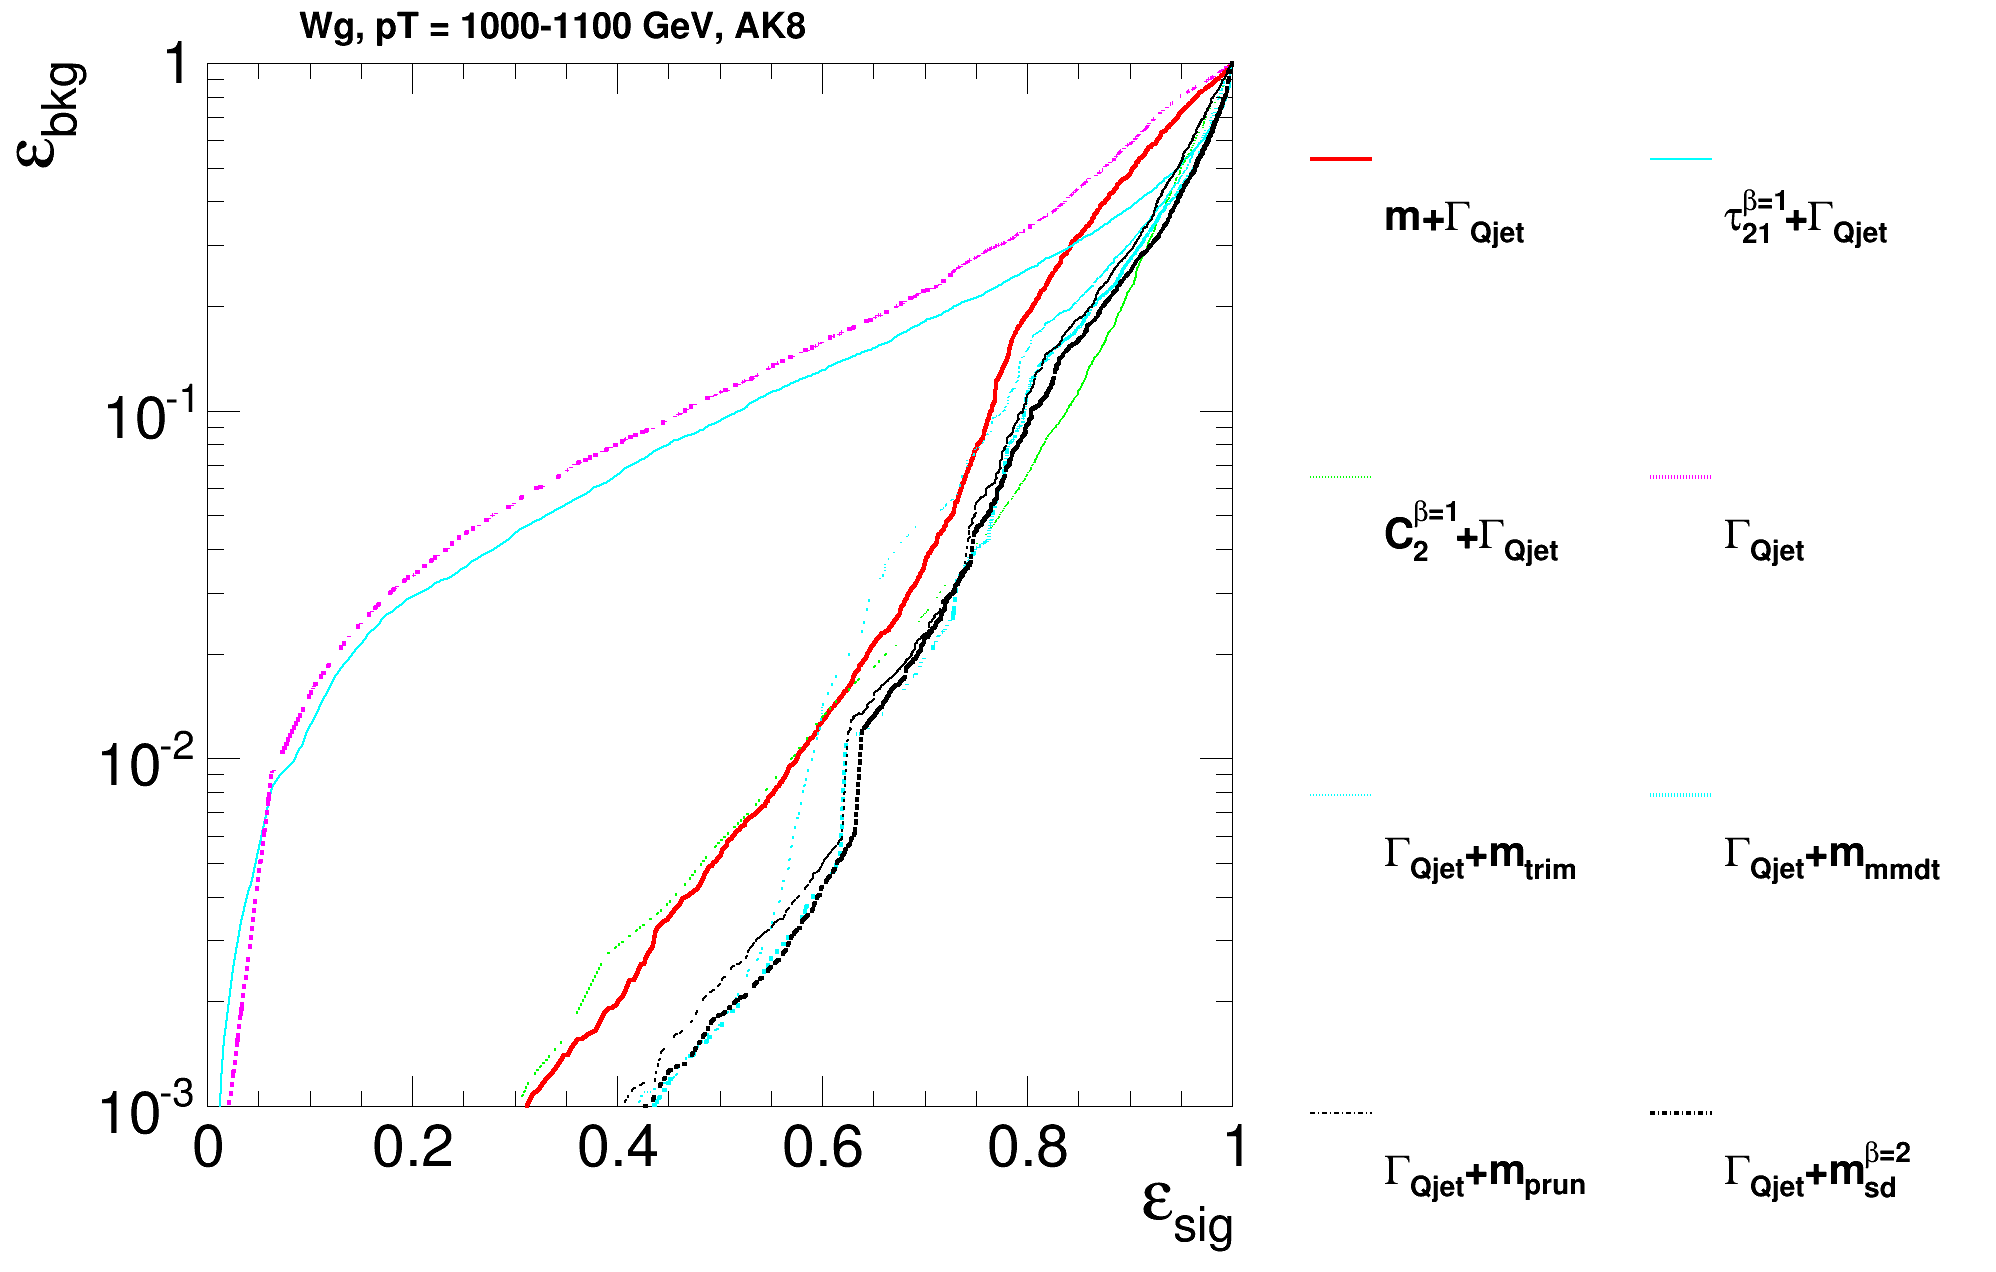 Wg, pT = 1000-1100 GeV, AK8
ε_bkg
1
10^-1
10^-2
10^-3
0 0.2 0.4 0.6 0.8 1
ε_sig
m+Γ_Qjet
τ_21^β=1+Γ_Qjet
C_2^β=1+Γ_Qjet
Γ_Qjet
Γ_Qjet+m_trim
Γ_Qjet+m_mmdt
Γ_Qjet+m_prun
Γ_Qjet+m_sd^β=2